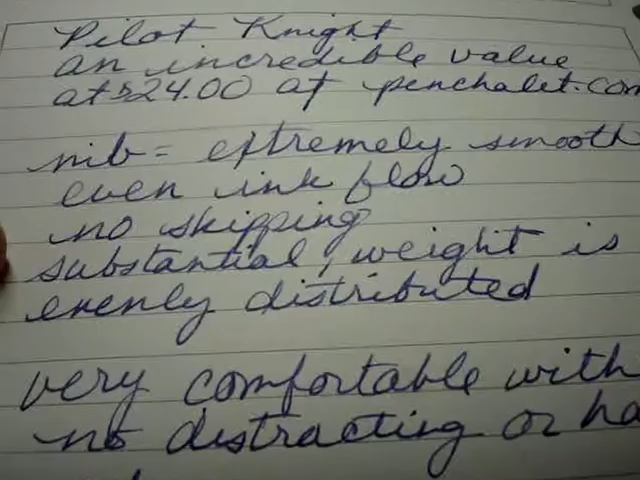 Pilot Knight
an incredible value
at $24.00 at penchalet.com
nib = extremely smooth
even ink flow
no skipping
substantial, weight is
evenly distributed
very comfortable with
no distracting or